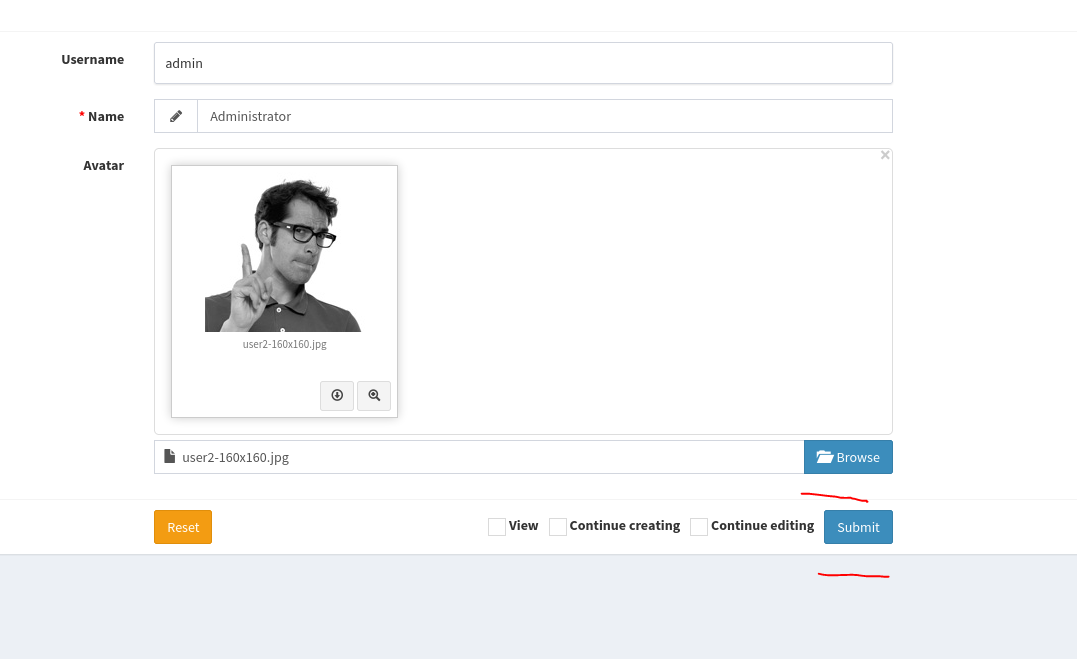 Username
admin
* Name
Administrator
Avatar
×
user2-160x160.jpg
user2-160x160.jpg
Browse
Reset
View
Continue creating
Continue editing
Submit